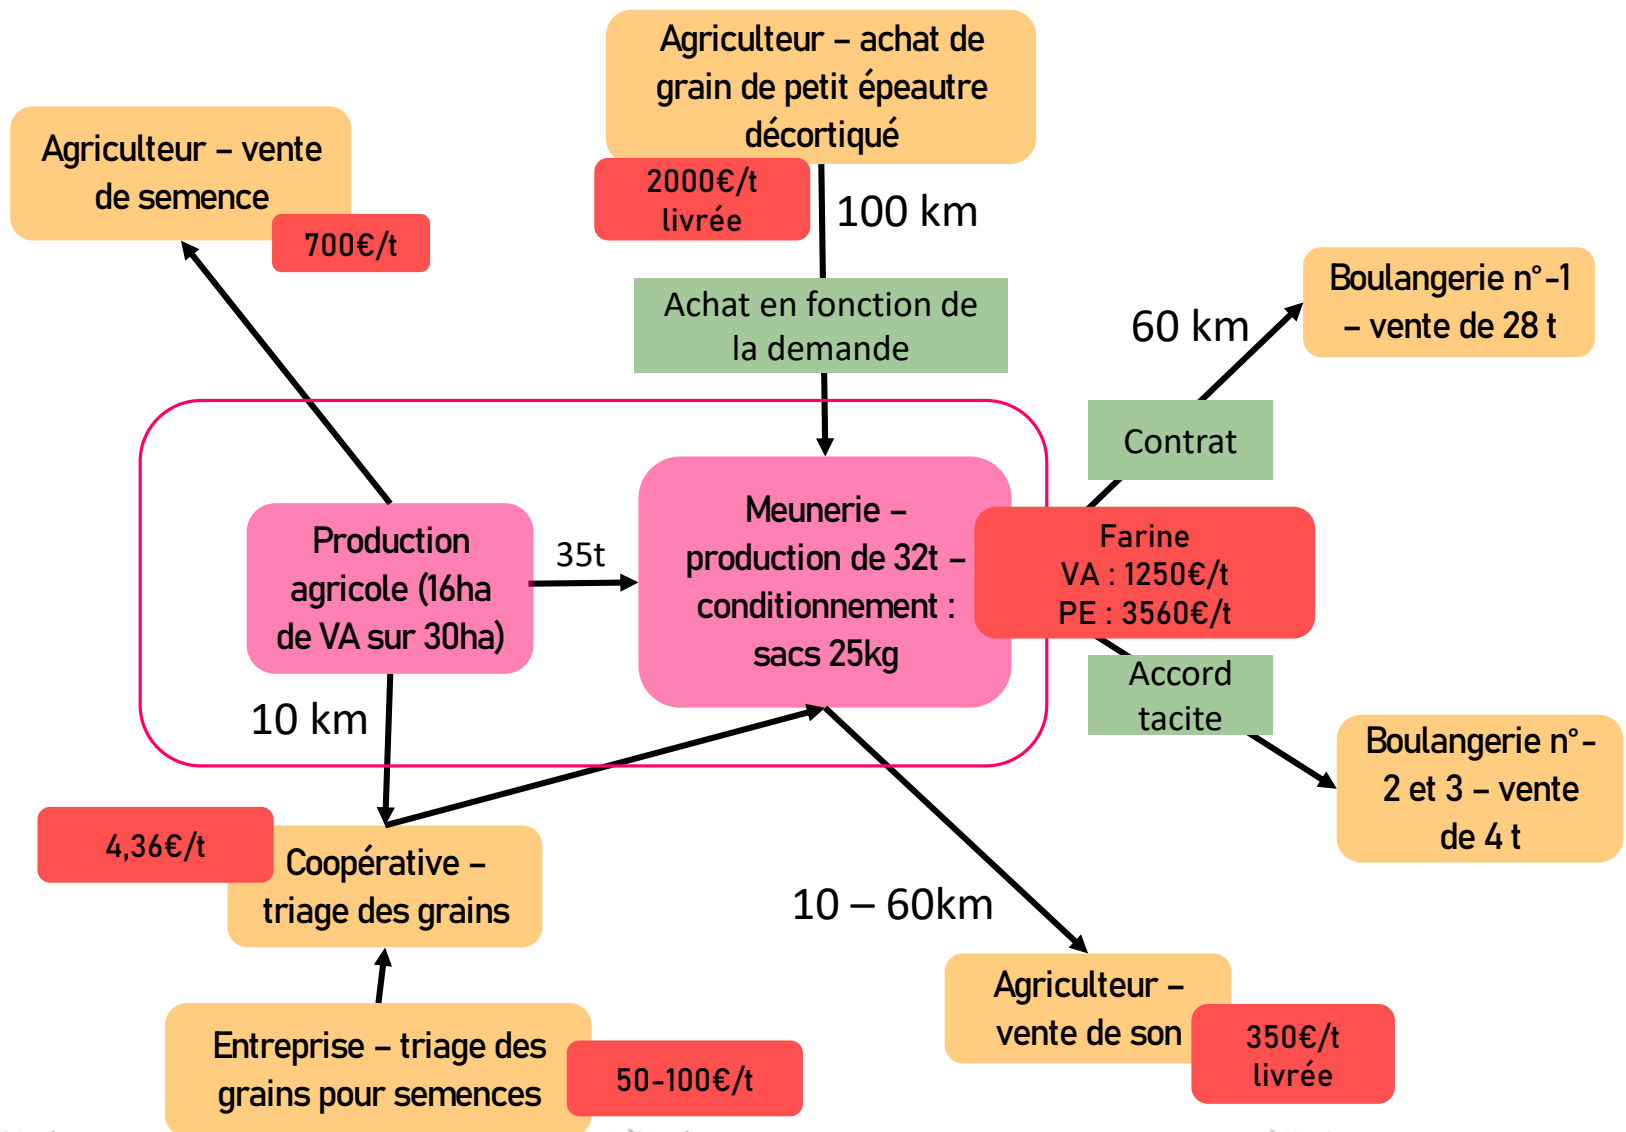 Agriculteur – achat de
grain de petit épeautre
décortiqué
2000€/t
livrée
100 km
Agriculteur – vente
de semence
700€/t
Achat en fonction de
la demande
60 km
Boulangerie n°-1
– vente de 28 t
Contrat
Production
agricole (16ha
de VA sur 30ha)
35t
Meunerie –
production de 32t –
conditionnement :
sacs 25kg
Farine
VA : 1250€/t
PE : 3560€/t
Accord
tacite
Boulangerie n°-
2 et 3 – vente
de 4 t
10 km
4,36€/t
Coopérative –
triage des grains
10 – 60km
Agriculteur –
vente de son
350€/t
livrée
Entreprise – triage des
grains pour semences
50-100€/t